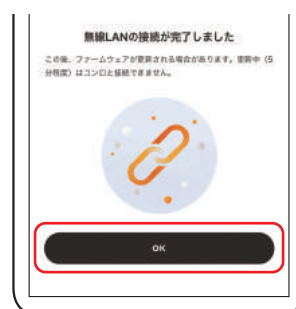 無線LANの接続が完了しました
この後、ファームウェアが更新される場合があります。更新中（5
分程度）はコンロと接続できません。
OK